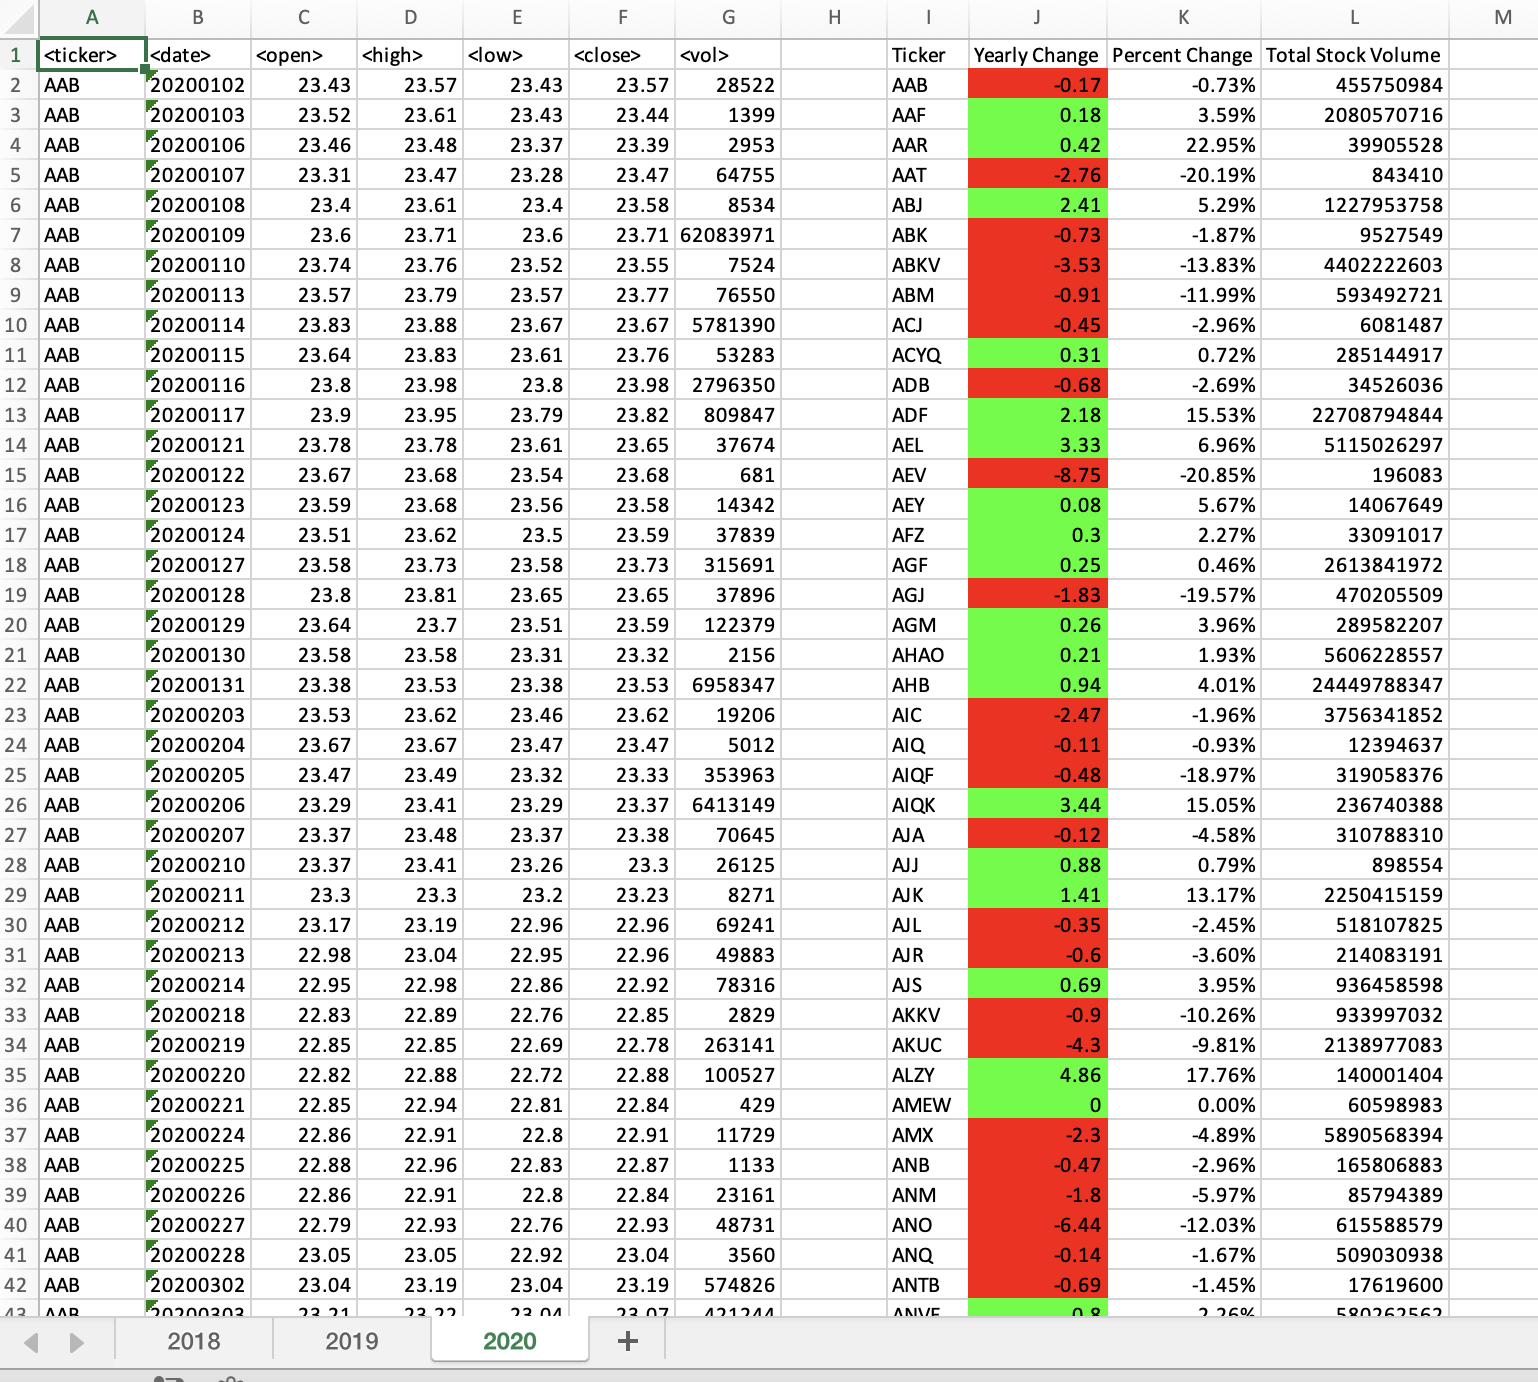 A B C D E F G H I J K L M
1 <ticker> <date> <open> <high> <low> <close> <vol> Ticker Yearly Change Percent Change Total Stock Volume
2 AAB 20200102 23.43 23.57 23.43 23.57 28522 AAB -0.17 -0.73% 455750984
3 AAB 20200103 23.52 23.61 23.43 23.44 1399 AAF 0.18 3.59% 2080570716
4 AAB 20200106 23.46 23.48 23.37 23.39 2953 AAR 0.42 22.95% 39905528
5 AAB 20200107 23.31 23.47 23.28 23.47 64755 AAT -2.76 -20.19% 843410
6 AAB 20200108 23.4 23.61 23.4 23.58 8534 ABJ 2.41 5.29% 1227953758
7 AAB 20200109 23.6 23.71 23.6 23.71 62083971 ABK -0.73 -1.87% 9527549
8 AAB 20200110 23.74 23.76 23.52 23.55 7524 ABKV -3.53 -13.83% 4402222603
9 AAB 20200113 23.57 23.79 23.57 23.77 76550 ABM -0.91 -11.99% 593492721
10 AAB 20200114 23.83 23.88 23.67 23.67 5781390 ACJ -0.45 -2.96% 6081487
11 AAB 20200115 23.64 23.83 23.61 23.76 53283 ACYQ 0.31 0.72% 285144917
12 AAB 20200116 23.8 23.98 23.8 23.98 2796350 ADB -0.68 -2.69% 34526036
13 AAB 20200117 23.9 23.95 23.79 23.82 809847 ADF 2.18 15.53% 22708794844
14 AAB 20200121 23.78 23.78 23.61 23.65 37674 AEL 3.33 6.96% 5115026297
15 AAB 20200122 23.67 23.68 23.54 23.68 681 AEV -8.75 -20.85% 196083
16 AAB 20200123 23.59 23.68 23.56 23.58 14342 AEY 0.08 5.67% 14067649
17 AAB 20200124 23.51 23.62 23.5 23.59 37839 AFZ 0.3 2.27% 33091017
18 AAB 20200127 23.58 23.73 23.58 23.73 315691 AGF 0.25 0.46% 2613841972
19 AAB 20200128 23.8 23.81 23.65 23.65 37896 AGJ -1.83 -19.57% 470205509
20 AAB 20200129 23.64 23.7 23.51 23.59 122379 AGM 0.26 3.96% 289582207
21 AAB 20200130 23.58 23.58 23.31 23.32 2156 AHAO 0.21 1.93% 5606228557
22 AAB 20200131 23.38 23.53 23.38 23.53 6958347 AHB 0.94 4.01% 24449788347
23 AAB 20200203 23.53 23.62 23.46 23.62 19206 AIC -2.47 -1.96% 3756341852
24 AAB 20200204 23.67 23.67 23.47 23.47 5012 AIQ -0.11 -0.93% 12394637
25 AAB 20200205 23.47 23.49 23.32 23.33 353963 AIQF -0.48 -18.97% 319058376
26 AAB 20200206 23.29 23.41 23.29 23.37 6413149 AIQK 3.44 15.05% 236740388
27 AAB 20200207 23.37 23.48 23.37 23.38 70645 AJA -0.12 -4.58% 310788310
28 AAB 20200210 23.37 23.41 23.26 23.3 26125 AJJ 0.88 0.79% 898554
29 AAB 20200211 23.3 23.3 23.2 23.23 8271 AJK 1.41 13.17% 2250415159
30 AAB 20200212 23.17 23.19 22.96 22.96 69241 AJL -0.35 -2.45% 518107825
31 AAB 20200213 22.98 23.04 22.95 22.96 49883 AJR -0.6 -3.60% 214083191
32 AAB 20200214 22.95 22.98 22.86 22.92 78316 AJS 0.69 3.95% 936458598
33 AAB 20200218 22.83 22.89 22.76 22.85 2829 AKKV -0.9 -10.26% 933997032
34 AAB 20200219 22.85 22.85 22.69 22.78 263141 AKUC -4.3 -9.81% 2138977083
35 AAB 20200220 22.82 22.88 22.72 22.88 100527 ALZY 4.86 17.76% 140001404
36 AAB 20200221 22.85 22.94 22.81 22.84 429 AMEW 0 0.00% 60598983
37 AAB 20200224 22.86 22.91 22.8 22.91 11729 AMX -2.3 -4.89% 5890568394
38 AAB 20200225 22.88 22.96 22.83 22.87 1133 ANB -0.47 -2.96% 165806883
39 AAB 20200226 22.86 22.91 22.8 22.84 23161 ANM -1.8 -5.97% 85794389
40 AAB 20200227 22.79 22.93 22.76 22.93 48731 ANO -6.44 -12.03% 615588579
41 AAB 20200228 23.05 23.05 22.92 23.04 3560 ANQ -0.14 -1.67% 509030938
42 AAB 20200302 23.04 23.19 23.04 23.19 574826 ANTB -0.69 -1.45% 17619600
43 AAB 20200303 23.21 23.22 23.04 23.07 421244 0.8 2.26%
2018 2019 2020 +